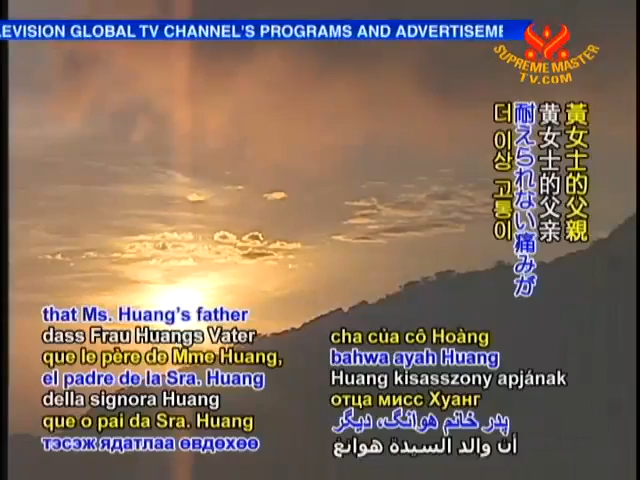 LEVISION GLOBAL TV CHANNEL'S PROGRAMS AND ADVERTISEME
SUPREME MASTER
TV.COM
黃女士的父親
黄女士的父亲
耐えられない痛みが
더 이상 고통이
that Ms. Huang's father
dass Frau Huangs Vater
que le père de Mme Huang,
el padre de la Sra. Huang
della signora Huang
que o pai da Sra. Huang
тэсэж ядатлаа өвдөхөө
cha của cô Hoàng
bahwa ayah Huang
Huang kisasszony apjának
отца мисс Хуанг
پدر خانم هوانگ، دیگر
أن والد السيدة هوانغ